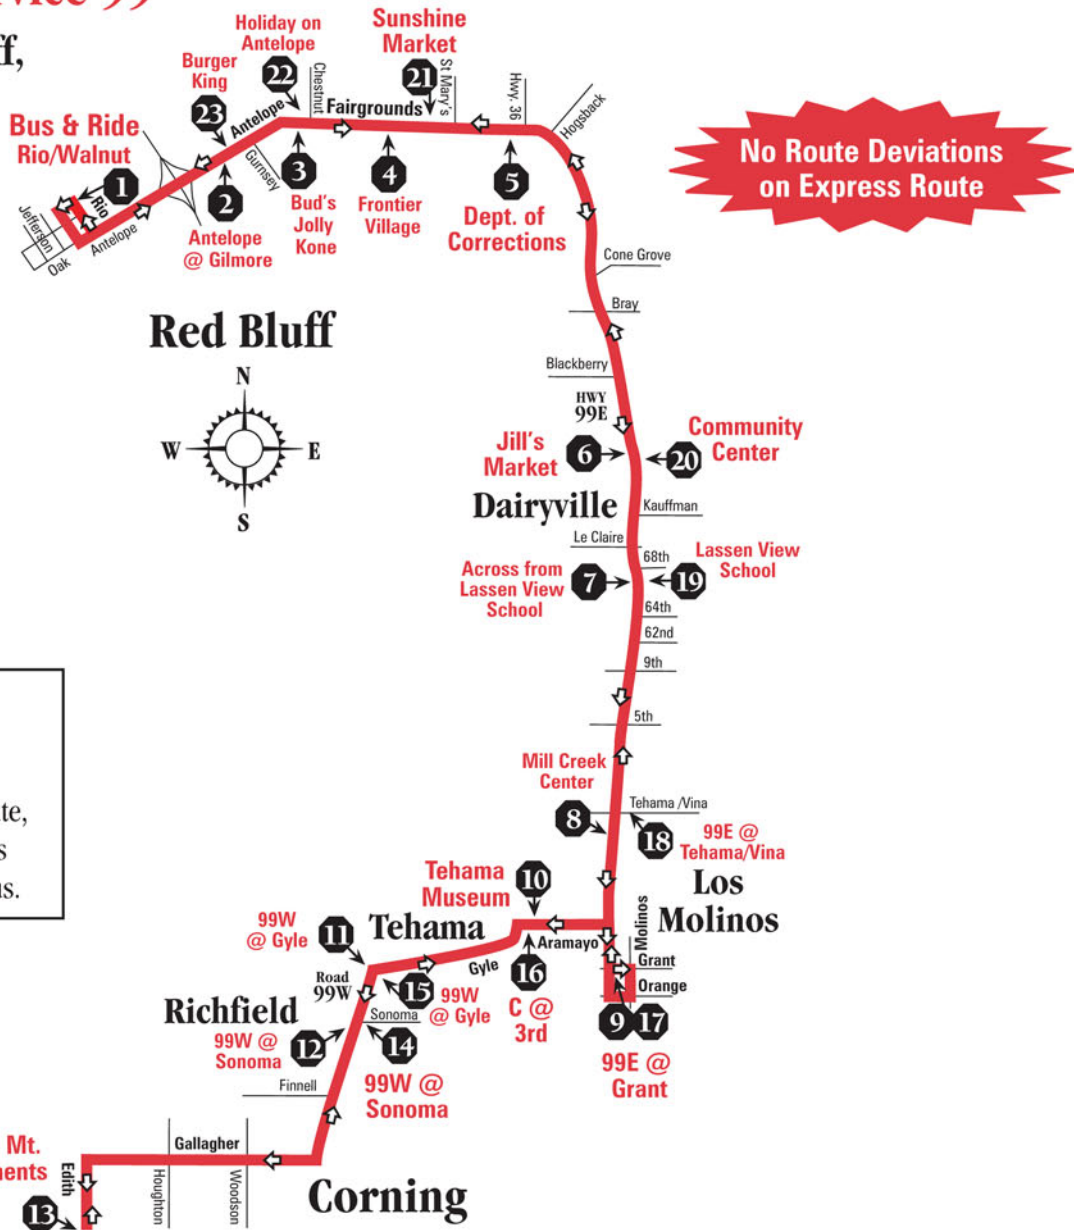 Holiday on
Antelope
Sunshine
Market
Burger
King
22
21
23
Chestnut
St Mary's
Hwy. 36
Hogsback
Antelope
Fairgrounds
Bus & Ride
Rio/Walnut
No Route Deviations
on Express Route
1
Gurnsey
Rio
Jefferson
Oak
Antelope
2
3
4
5
Antelope
@ Gilmore
Bud's
Jolly
Kone
Frontier
Village
Dept. of
Corrections
Cone Grove
Bray
Red Bluff
N
W
E
S
Blackberry
HWY
99E
Jill's
Market
6
20
Community
Center
Dairyville
Kauffman
Le Claire
68th
Across from
Lassen View
School
7
19
Lassen View
School
64th
62nd
9th
5th
Mill Creek
Center
Tehama /Vina
8
18
99E @
Tehama/Vina
us.
Los
Molinos
Tehama
Museum
10
99W
@ Gyle
11
Tehama
Aramayo
Molinos
Grant
Orange
Gyle
Road
99W
15
99W
@ Gyle
16
C @
3rd
9
17
99E @
Grant
Richfield
Sonoma
99W @
Sonoma
12
14
99W @
Sonoma
Finnell
Gallagher
Mt.
Edith
Houghton
Woodson
13
Corning